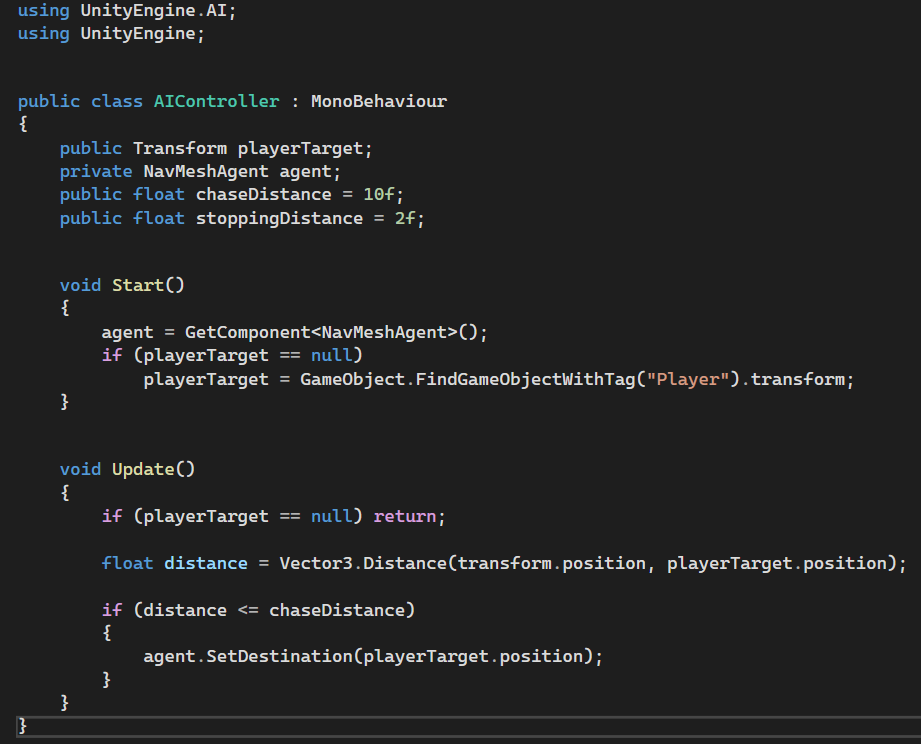 using UnityEngine.AI;
using UnityEngine;
public class AIController : MonoBehaviour
{
    public Transform playerTarget;
    private NavMeshAgent agent;
    public float chaseDistance = 10f;
    public float stoppingDistance = 2f;
    void Start()
    {
        agent = GetComponent<NavMeshAgent>();
        if (playerTarget == null)
            playerTarget = GameObject.FindGameObjectWithTag("Player").transform;
    }
    void Update()
    {
        if (playerTarget == null) return;
        float distance = Vector3.Distance(transform.position, playerTarget.position);
        if (distance <= chaseDistance)
        {
            agent.SetDestination(playerTarget.position);
        }
    }
}